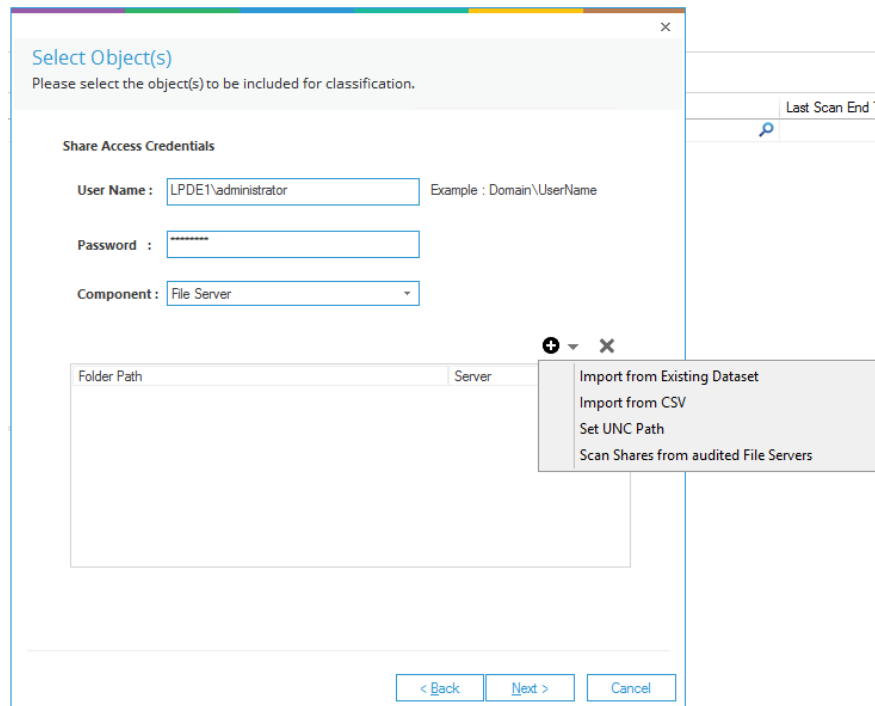 Select Object(s)
Please select the object(s) to be included for classification.
Last Scan End
Share Access Credentials
User Name : LPDE1\administrator Example : Domain\UserName
Password : ********
Component : File Server
Folder Path Server
Import from Existing Dataset
Import from CSV
Set UNC Path
Scan Shares from audited File Servers
< Back Next > Cancel